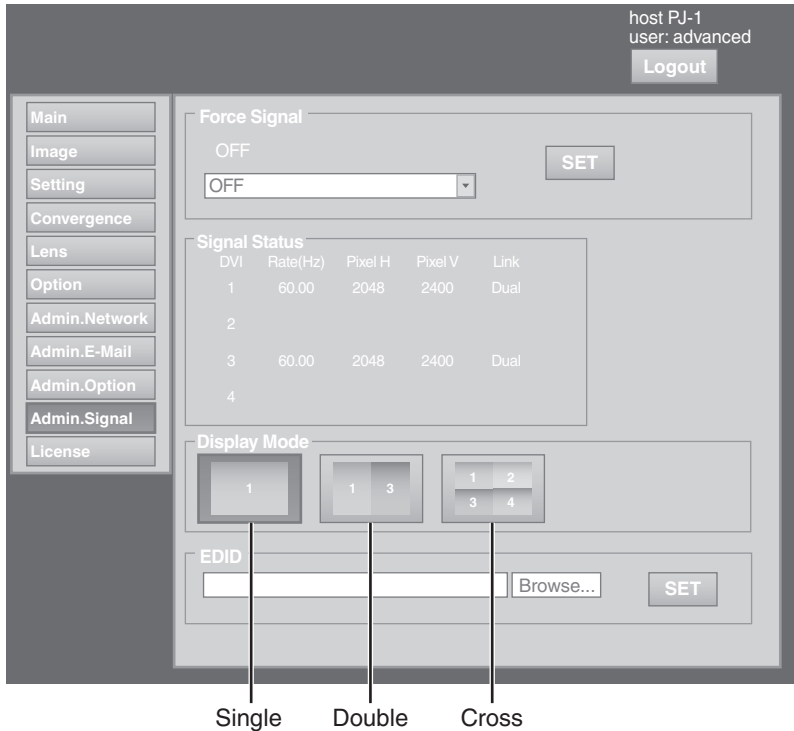 host PJ-1
user: advanced
Logout
Main
Image
Setting
Convergence
Lens
Option
Admin.Network
Admin.E-Mail
Admin.Option
Admin.Signal
License
Force Signal
OFF
OFF
SET
Signal Status
DVI Rate(Hz) Pixel H Pixel V Link
1 60.00 2048 2400 Dual
2
3 60.00 2048 2400 Dual
4
Display Mode
1
1 3
1 2
3 4
EDID
Browse...
SET
Single Double Cross